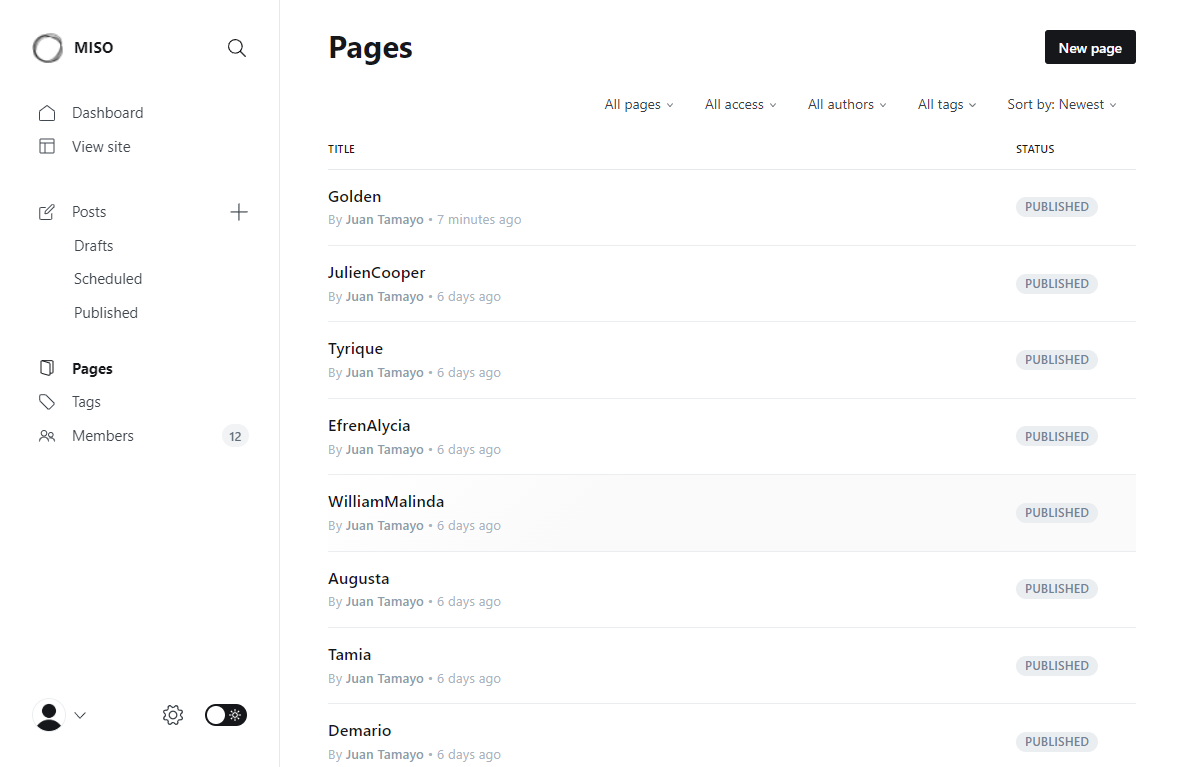 MISO
Dashboard
View site
Posts
Drafts
Scheduled
Published
Pages
Tags
Members 12
Pages
New page
All pages All access All authors All tags Sort by: Newest
TITLE STATUS
Golden
By Juan Tamayo • 7 minutes ago
PUBLISHED
JulienCooper
By Juan Tamayo • 6 days ago
PUBLISHED
Tyrique
By Juan Tamayo • 6 days ago
PUBLISHED
EfrenAlycia
By Juan Tamayo • 6 days ago
PUBLISHED
WilliamMalinda
By Juan Tamayo • 6 days ago
PUBLISHED
Augusta
By Juan Tamayo • 6 days ago
PUBLISHED
Tamia
By Juan Tamayo • 6 days ago
PUBLISHED
Demario
By Juan Tamayo • 6 days ago
PUBLISHED